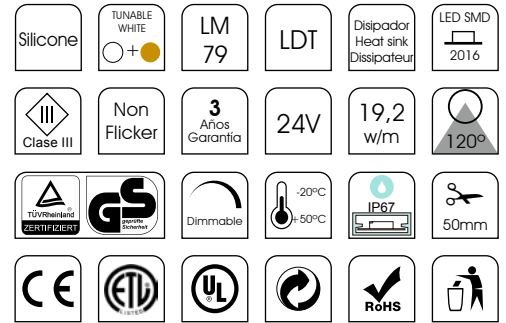 Silicone
TUNABLE
WHITE
+
LM
79
LDT
Disipador
Heat sink
Dissipateur
LED SMD
2016
III
Clase III
Non
Flicker
3
Años
Garantía
24V
19,2
w/m
120º
TÜVRheinland
ZERTIFIZIERT
GS
geprüfte
Sicherheit
Dimmable
-20ºC
+50ºC
IP67
50mm
CE
ETL
LISTED
UL
®
RoHS